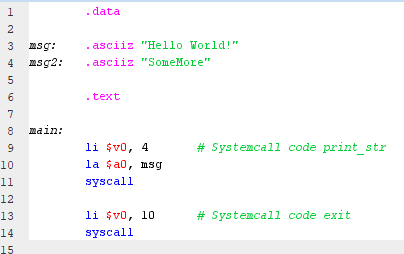 1 .data
2
3 msg: .asciiz "Hello World!"
4 msg2: .asciiz "SomeMore"
5
6 .text
7
8 main:
9 li $v0, 4 # Systemcall code print_str
10 la $a0, msg
11 syscall
12
13 li $v0, 10 # Systemcall code exit
14 syscall
15